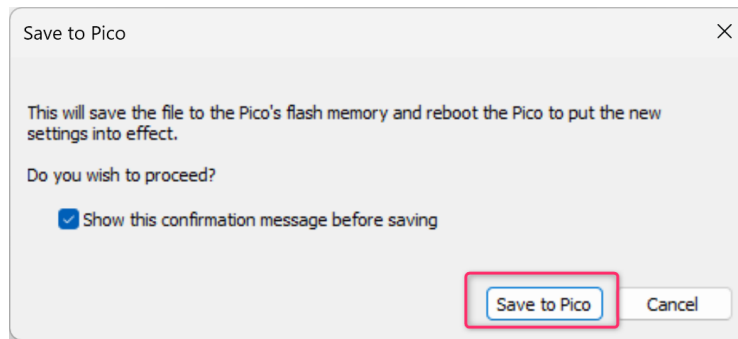 Save to Pico
This will save the file to the Pico's flash memory and reboot the Pico to put the new
settings into effect.
Do you wish to proceed?
Show this confirmation message before saving
Save to Pico
Cancel